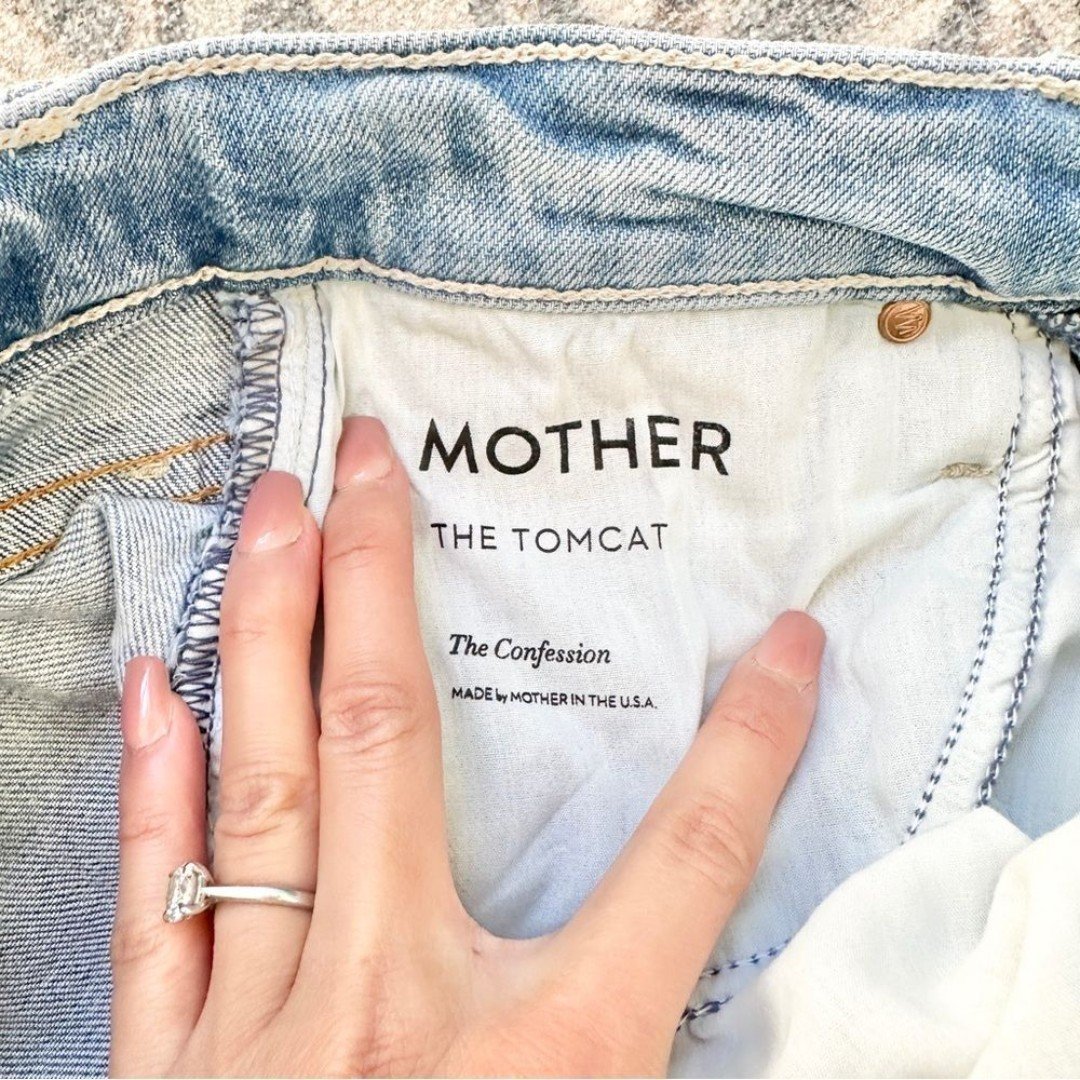 MOTHER
THE TOMCAT
The Confession
MADE by MOTHER IN THE U.S.A.